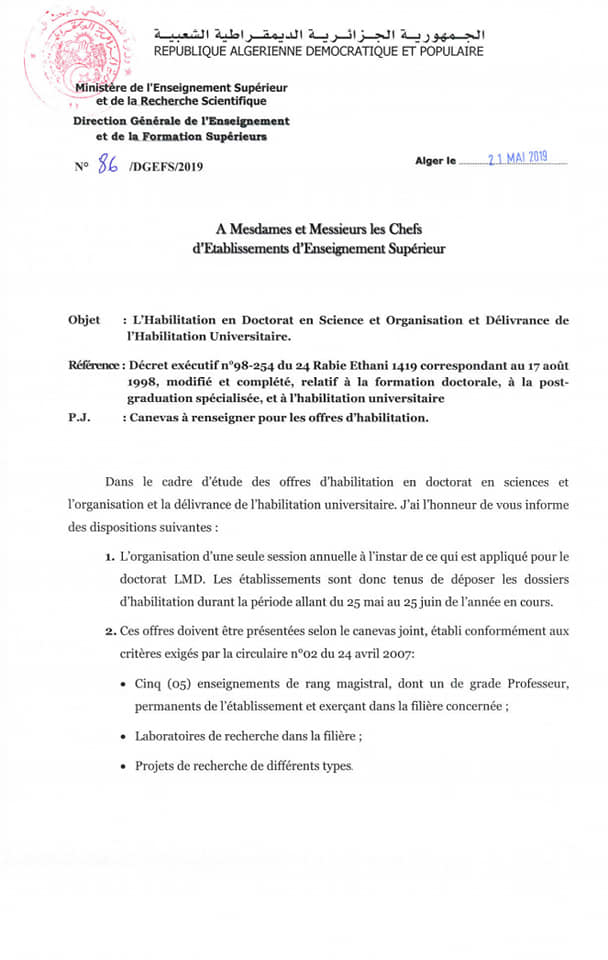 الجـمـهـوريـة الجـزائـريـة الديمقـراطية الشعـبيـة
REPUBLIQUE ALGERIENNE DEMOCRATIQUE ET POPULAIRE
Ministère de l'Enseignement Supérieur
et de la Recherche Scientifique
Direction Générale de l'Enseignement
et de la Formation Supérieurs
N° 86 /DGEFS/2019
Alger le 21 MAI 2019
A Mesdames et Messieurs les Chefs
d'Etablissements d'Enseignement Supérieur
Objet : L'Habilitation en Doctorat en Science et Organisation et Délivrance de
l'Habilitation Universitaire.
Référence : Décret exécutif n°98-254 du 24 Rabie Ethani 1419 correspondant au 17 août
1998, modifié et complété, relatif à la formation doctorale, à la post-
graduation spécialisée, et à l'habilitation universitaire
P.J. : Canevas à renseigner pour les offres d'habilitation.
Dans le cadre d'étude des offres d'habilitation en doctorat en sciences et
l'organisation et la délivrance de l'habilitation universitaire. J'ai l'honneur de vous informe
des dispositions suivantes :
1. L'organisation d'une seule session annuelle à l'instar de ce qui est appliqué pour le
doctorat LMD. Les établissements sont donc tenus de déposer les dossiers
d'habilitation durant la période allant du 25 mai au 25 juin de l'année en cours.
2. Ces offres doivent être présentées selon le canevas joint, établi conformément aux
critères exigés par la circulaire n°02 du 24 avril 2007:
• Cinq (05) enseignements de rang magistral, dont un de grade Professeur,
permanents de l'établissement et exerçant dans la filière concernée ;
• Laboratoires de recherche dans la filière ;
• Projets de recherche de différents types.